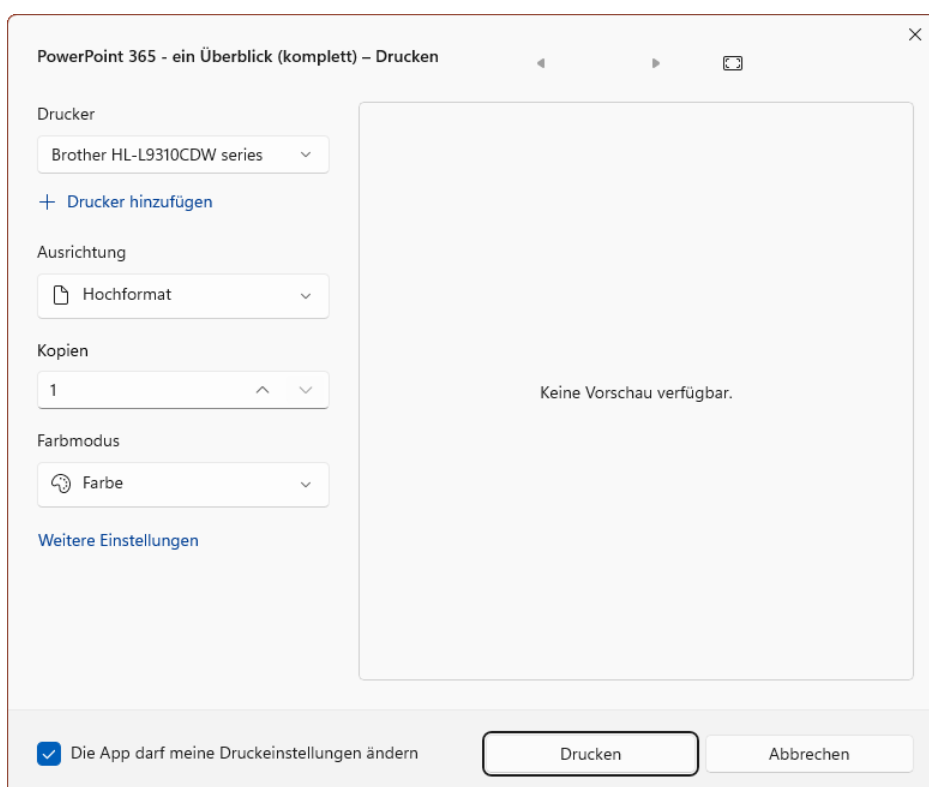 PowerPoint 365 - ein Überblick (komplett) – Drucken
Drucker
Brother HL-L9310CDW series
Drucker hinzufügen
Ausrichtung
Hochformat
Kopien
1
Keine Vorschau verfügbar.
Farbmodus
Farbe
Weitere Einstellungen
Die App darf meine Druckeinstellungen ändern
Drucken
Abbrechen